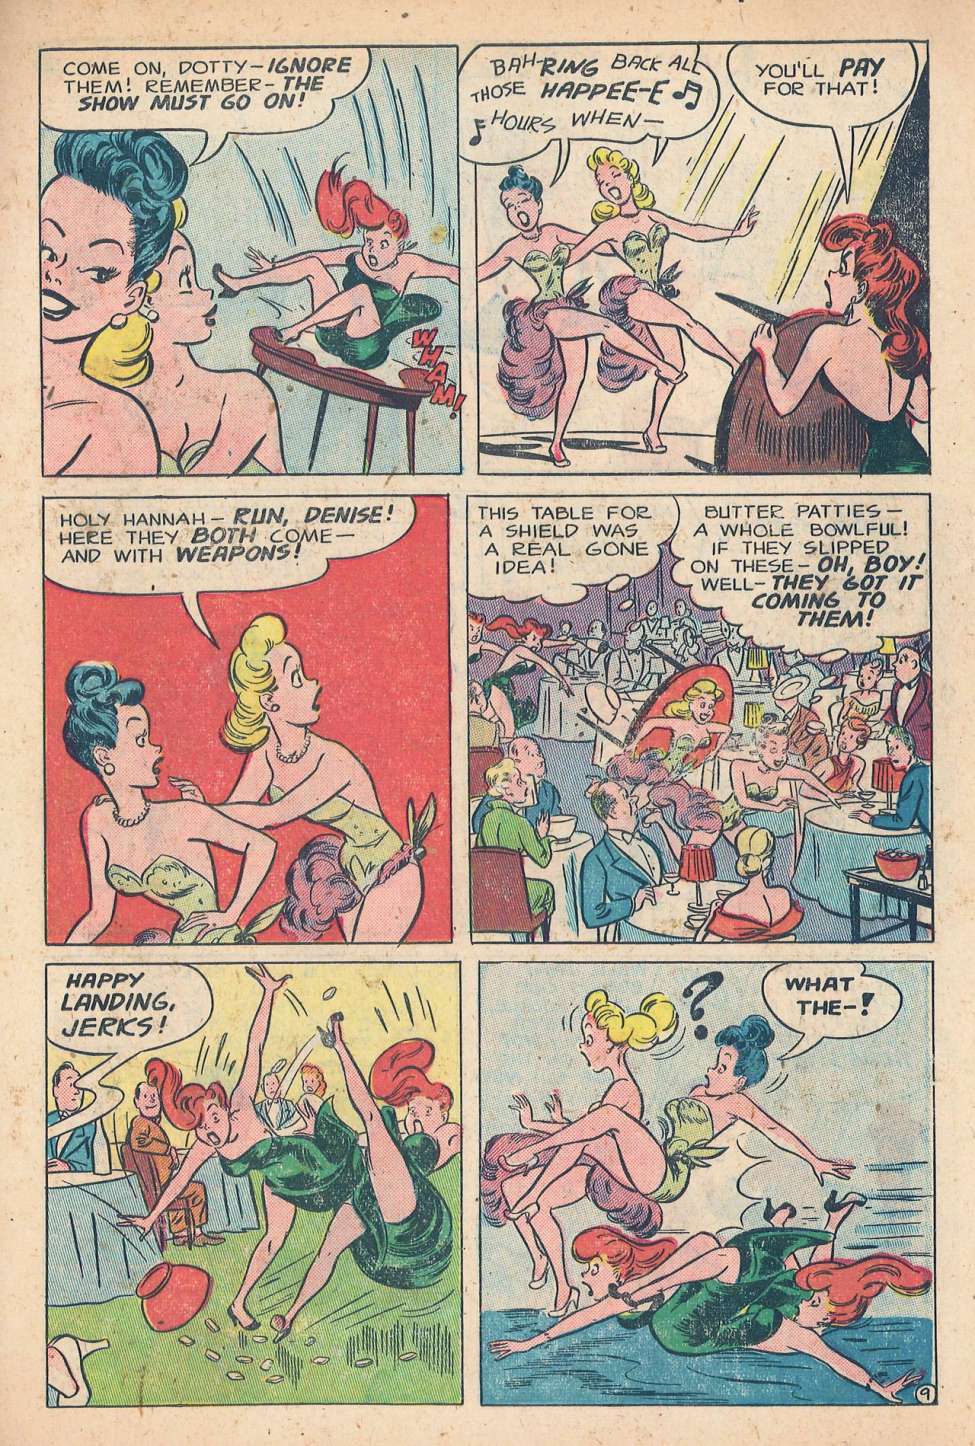 COME ON, DOTTY—IGNORE
THEM! REMEMBER—THE
SHOW MUST GO ON!
WHAM!
BAH-RING BACK ALL
THOSE HAPPEE-E
HOURS WHEN—
YOU'LL PAY
FOR THAT!
HOLY HANNAH—RUN, DENISE!
HERE THEY BOTH COME—
AND WITH WEAPONS!
THIS TABLE FOR
A SHIELD WAS
A REAL GONE
IDEA!
BUTTER PATTIES—
A WHOLE BOWLFUL!
IF THEY SLIPPED
ON THESE—OH, BOY!
WELL—THEY GOT IT
COMING TO
THEM!
HAPPY
LANDING,
JERKS!
?
WHAT
THE—!
9